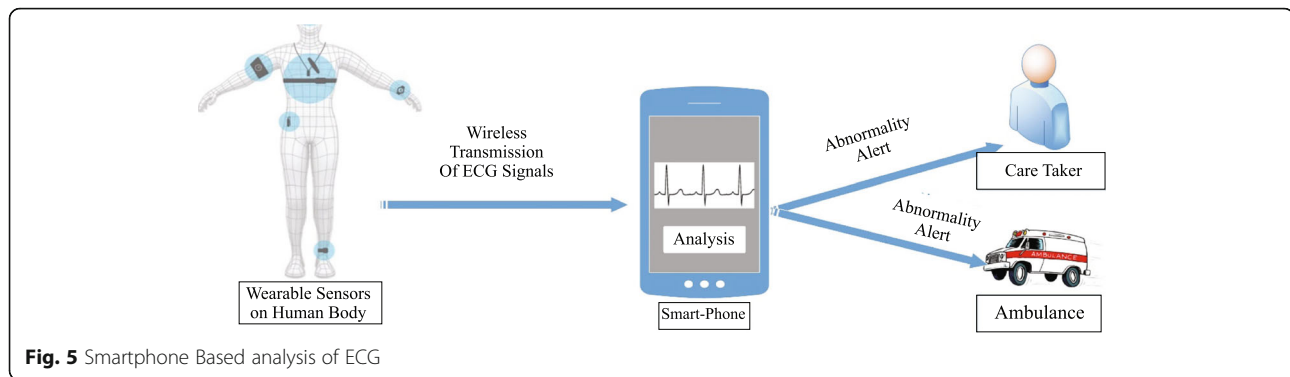 Wireless
Transmission
Of ECG Signals
Wearable Sensors
on Human Body
Analysis
Smart-Phone
Abnormality
Alert
Care Taker
Abnormality
Alert
AMBULANCE
Ambulance
Fig. 5 Smartphone Based analysis of ECG